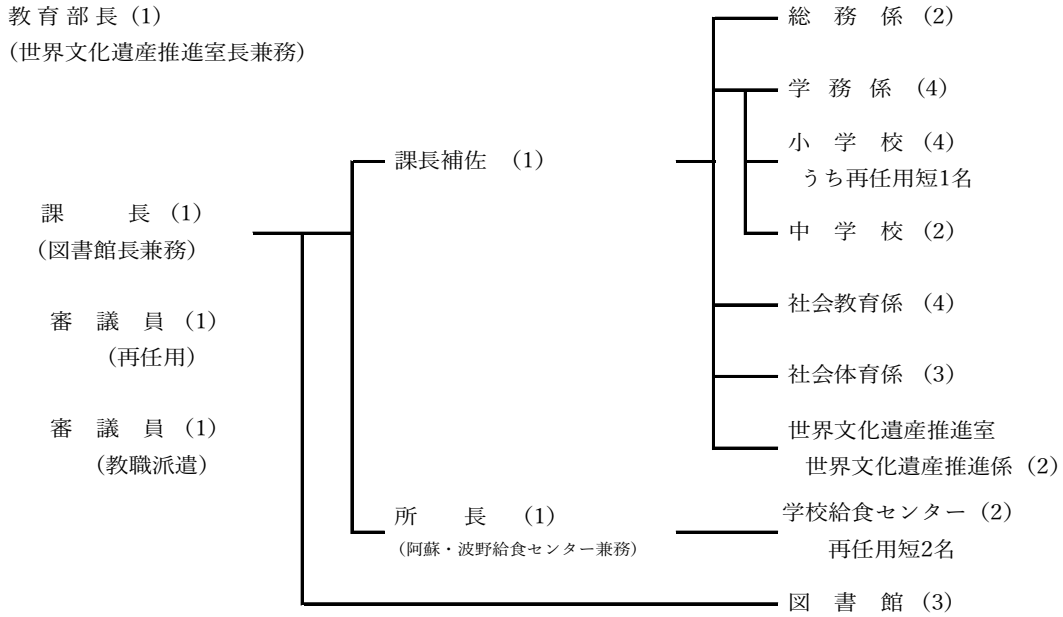 教育部長 (1)
(世界文化遺産推進室長兼務)
課長 (1)
(図書館長兼務)
審議員 (1)
(再任用)
審議員 (1)
(教職派遣)
課長補佐 (1)
所長 (1)
(阿蘇・波野給食センター兼務)
総務係 (2)
学務係 (4)
小学校 (4)
うち再任用短1名
中学校 (2)
社会教育係 (4)
社会体育係 (3)
世界文化遺産推進室
世界文化遺産推進係 (2)
学校給食センター (2)
再任用短2名
図書館 (3)